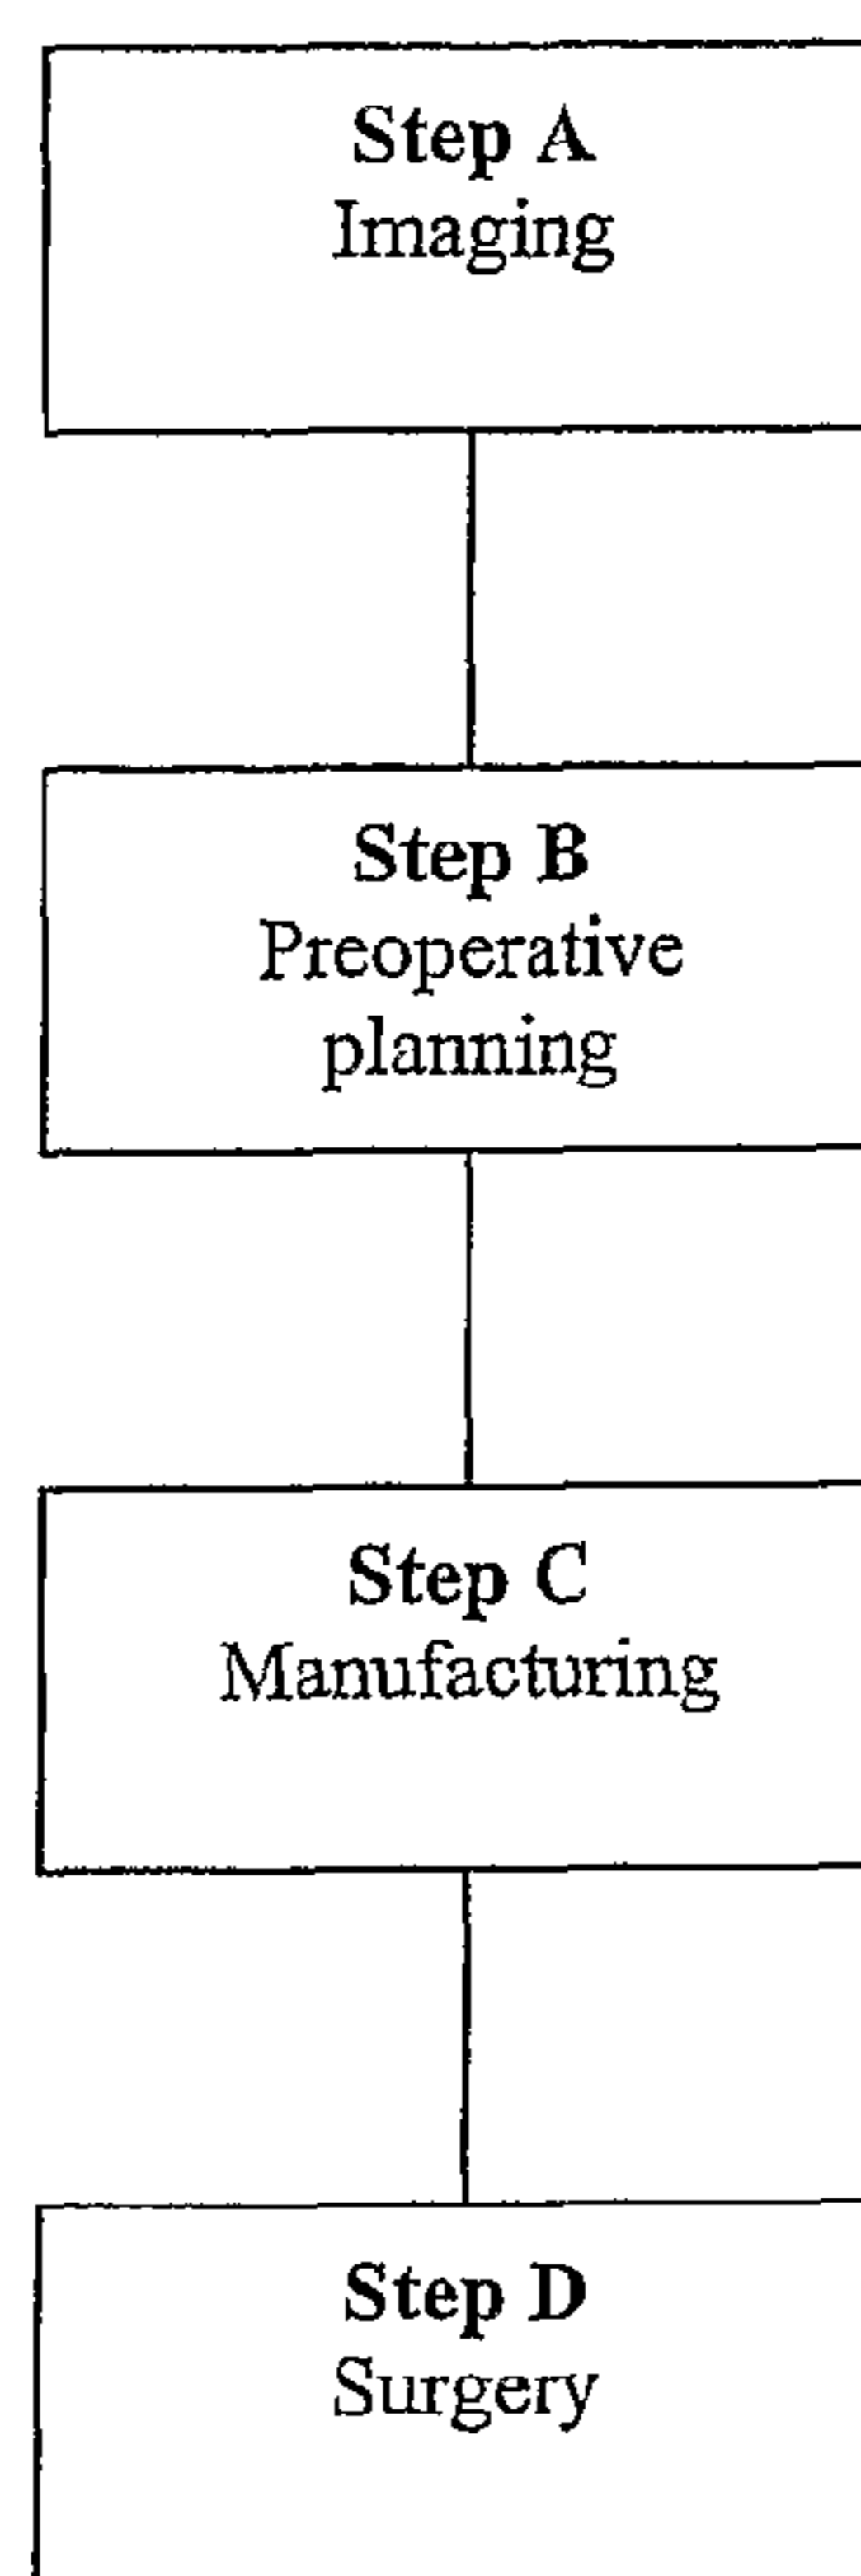 Step A
Imaging
Step B
Preoperative
planning
Step C
Manufacturing
Step D
Surgery